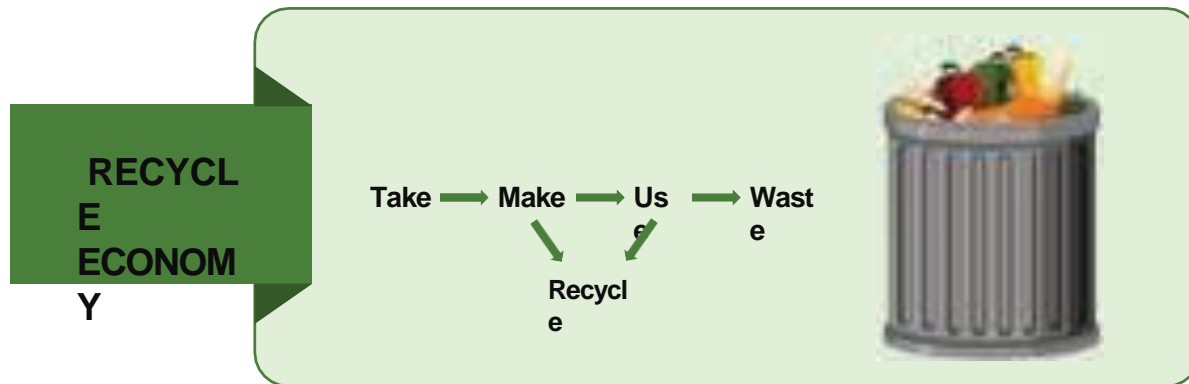 RECYCL
E
ECONOM
Y
Take Make Us Wast
e e
Recycl
e